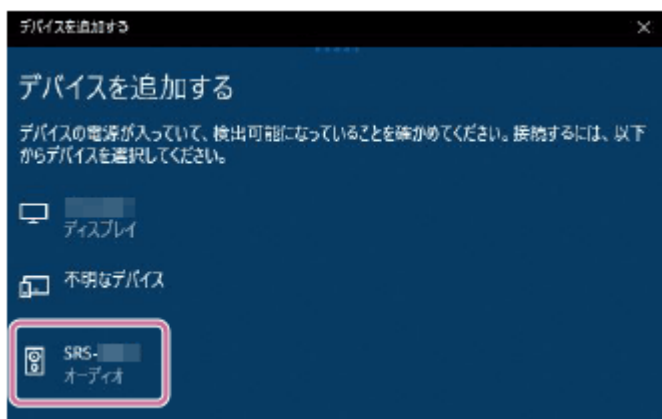 デバイスを追加する
デバイスを追加する
デバイスの電源が入っていて、検出可能になっていることを確かめてください。接続するには、以下
からデバイスを選択してください。
ディスプレイ
不明なデバイス
SRS-
オーディオ